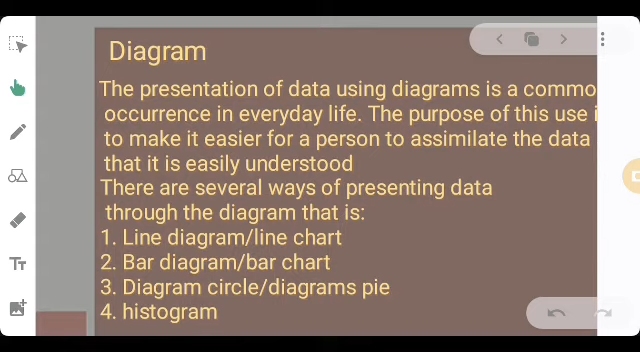 Diagram
The presentation of data using diagrams is a commo
occurrence in everyday life. The purpose of this use i
to make it easier for a person to assimilate the data
that it is easily understood
There are several ways of presenting data
through the diagram that is:
1. Line diagram/line chart
2. Bar diagram/bar chart
3. Diagram circle/diagrams pie
4. histogram
Tт